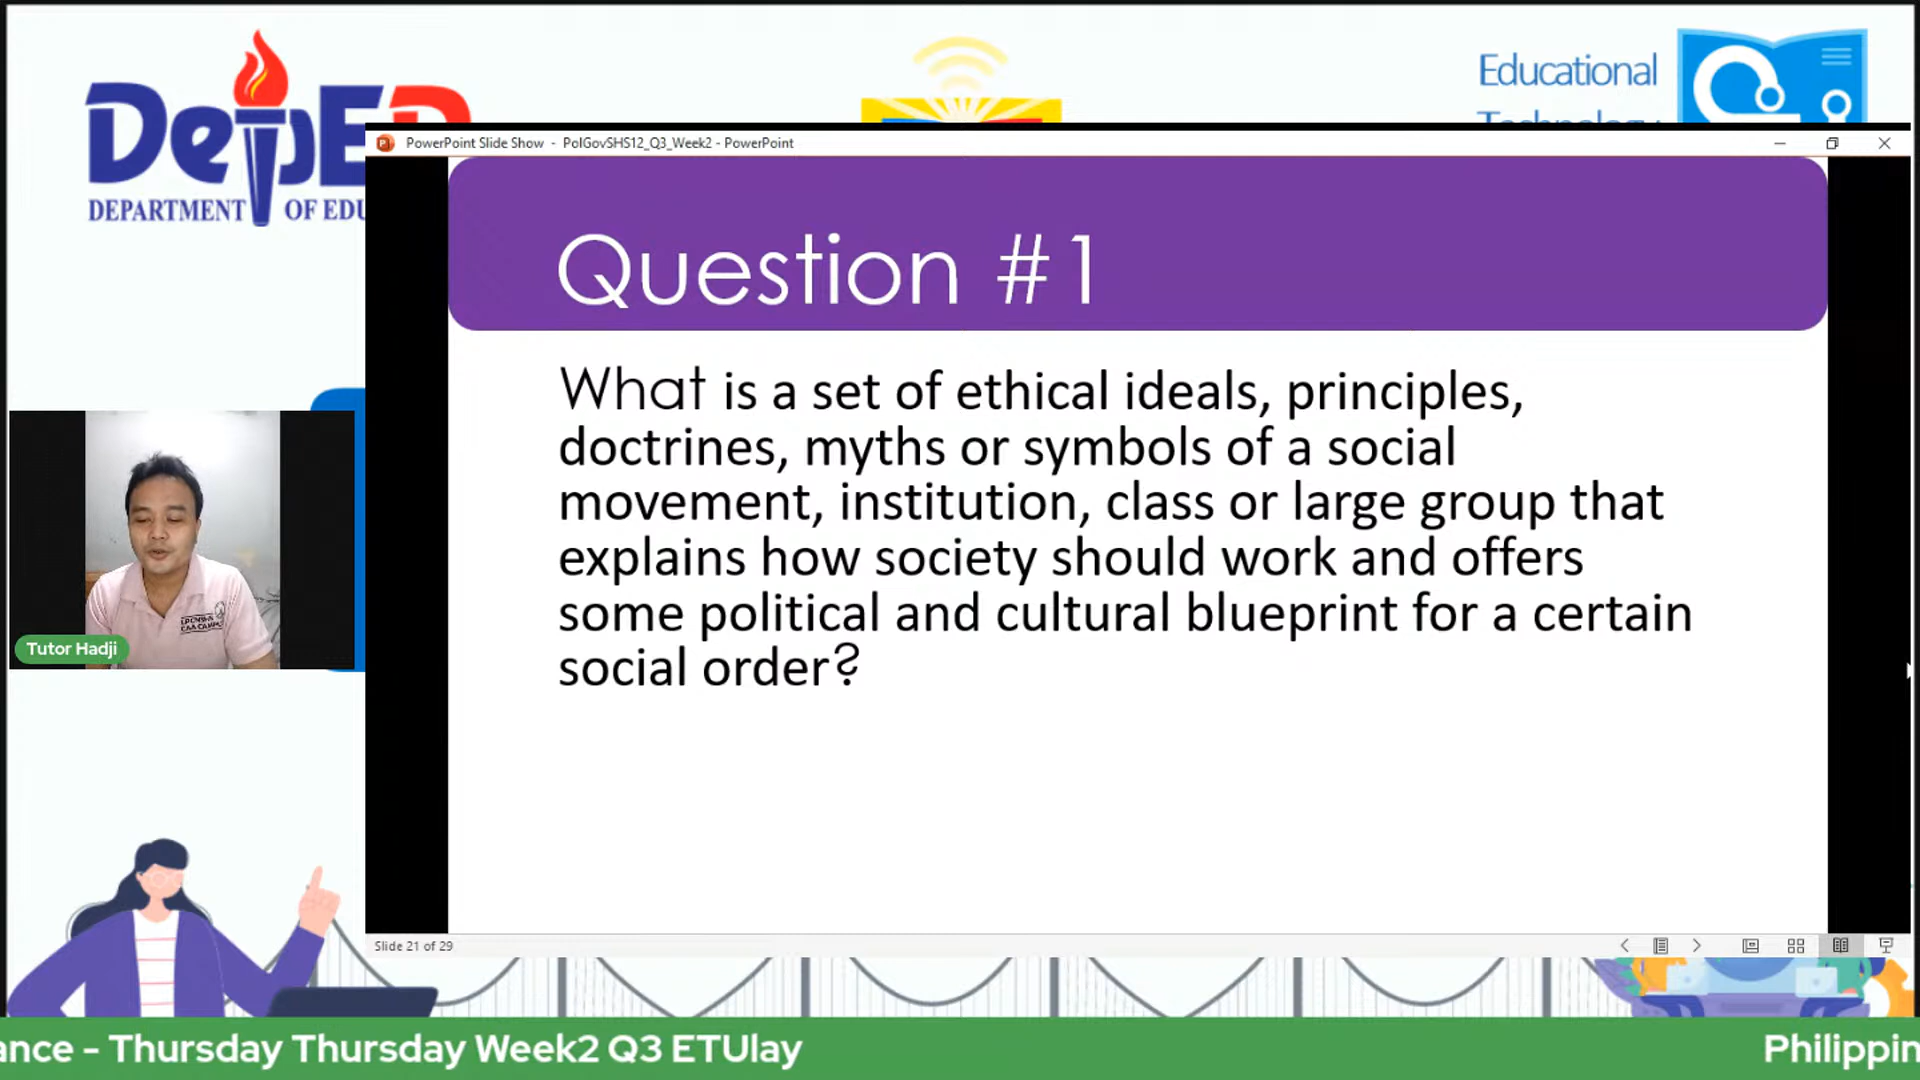 DepED
DEPARTMENT OF EDU
Educational
Technology
PowerPoint Slide Show - PolGovSHS12_Q3_Week2 - PowerPoint
Question #1
What is a set of ethical ideals, principles,
doctrines, myths or symbols of a social
movement, institution, class or large group that
explains how society should work and offers
some political and cultural blueprint for a certain
social order?
Tutor Hadji
Slide 21 of 29
ance - Thursday Thursday Week2 Q3 ETUlay
Philippin